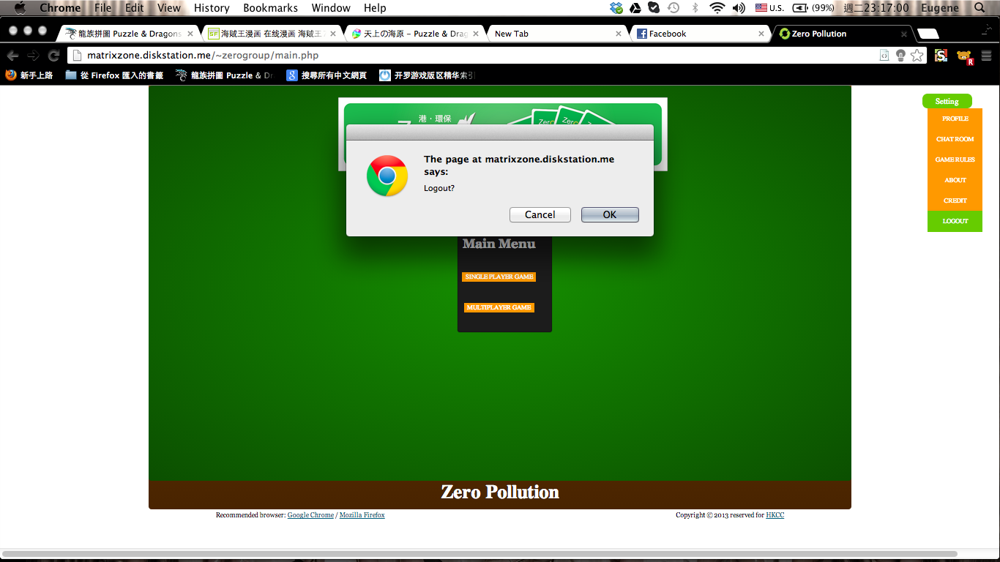 Chrome File Edit View History Bookmarks Window Help U.S. (99%) 週二23:17:00 Eugene
龍族拼圖 Puzzle & Dragons 海贼王漫画 在线漫画 海贼王 天上の海原 – Puzzle & Drag New Tab Facebook Zero Pollution
matrixzone.diskstation.me/~zerogroup/main.php
新手上路 從 Firefox 匯入的書籤 龍族拼圖 Puzzle & Dr 搜尋所有中文網頁 开罗游戏版区精华索引
Setting
PROFILE
CHAT ROOM
GAME RULES
ABOUT
CREDIT
LOGOUT
港・環保
Zero Zero
The page at matrixzone.diskstation.me
says:
Logout?
Cancel OK
Main Menu
SINGLE PLAYER GAME
MULTIPLAYER GAME
Zero Pollution
Recommended browser: Google Chrome / Mozilla Firefox Copyright © 2013 reserved for HKCC